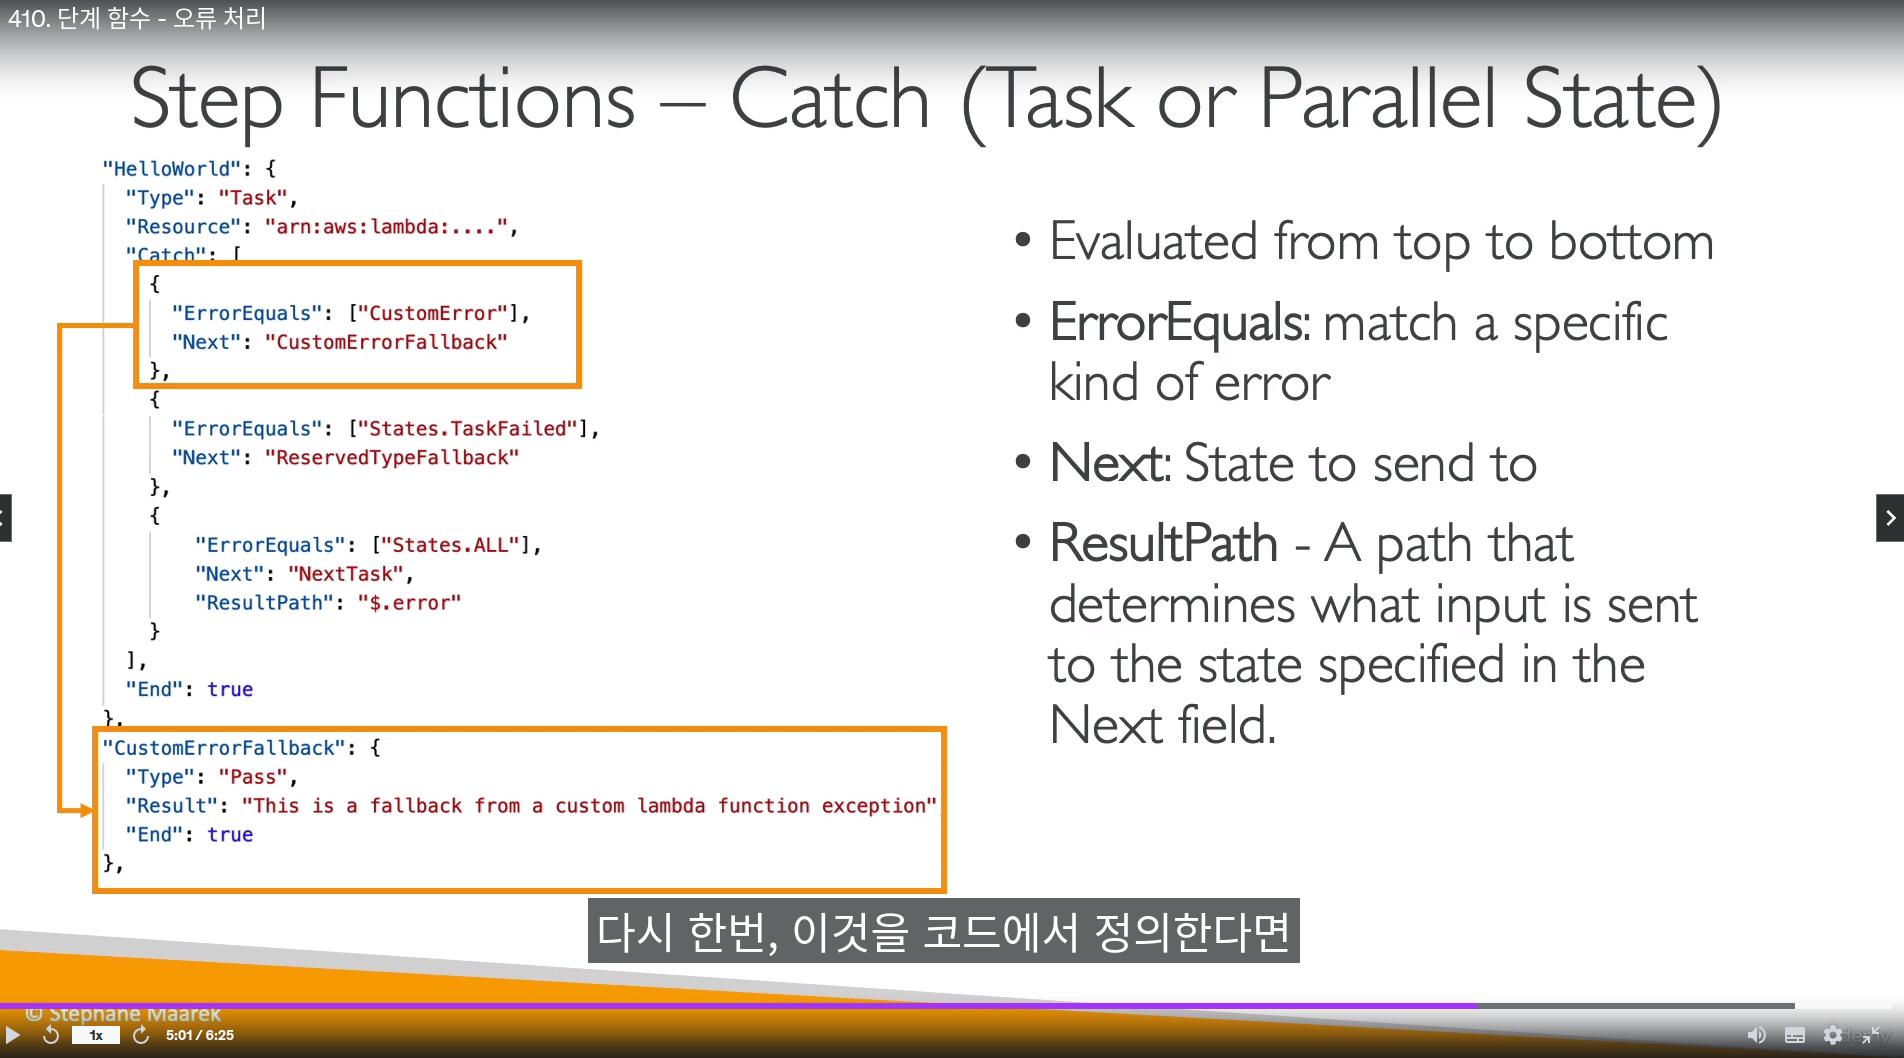 410. 단계 함수 - 오류 처리
Step Functions – Catch (Task or Parallel State)
"HelloWorld": {
"Type": "Task",
"Resource": "arn:aws:lambda:....",
"Catch": [
{
"ErrorEquals": ["CustomError"],
"Next": "CustomErrorFallback"
},
{
"ErrorEquals": ["States.TaskFailed"],
"Next": "ReservedTypeFallback"
},
{
"ErrorEquals": ["States.ALL"],
"Next": "NextTask",
"ResultPath": "$.error"
}
],
"End": true
},
"CustomErrorFallback": {
"Type": "Pass",
"Result": "This is a fallback from a custom lambda function exception"
"End": true
},
• Evaluated from top to bottom
• ErrorEquals: match a specific
kind of error
• Next: State to send to
• ResultPath - A path that
determines what input is sent
to the state specified in the
Next field.
다시 한번, 이것을 코드에서 정의한다면
© Stephane Maarek
1x
5:01 / 6:25